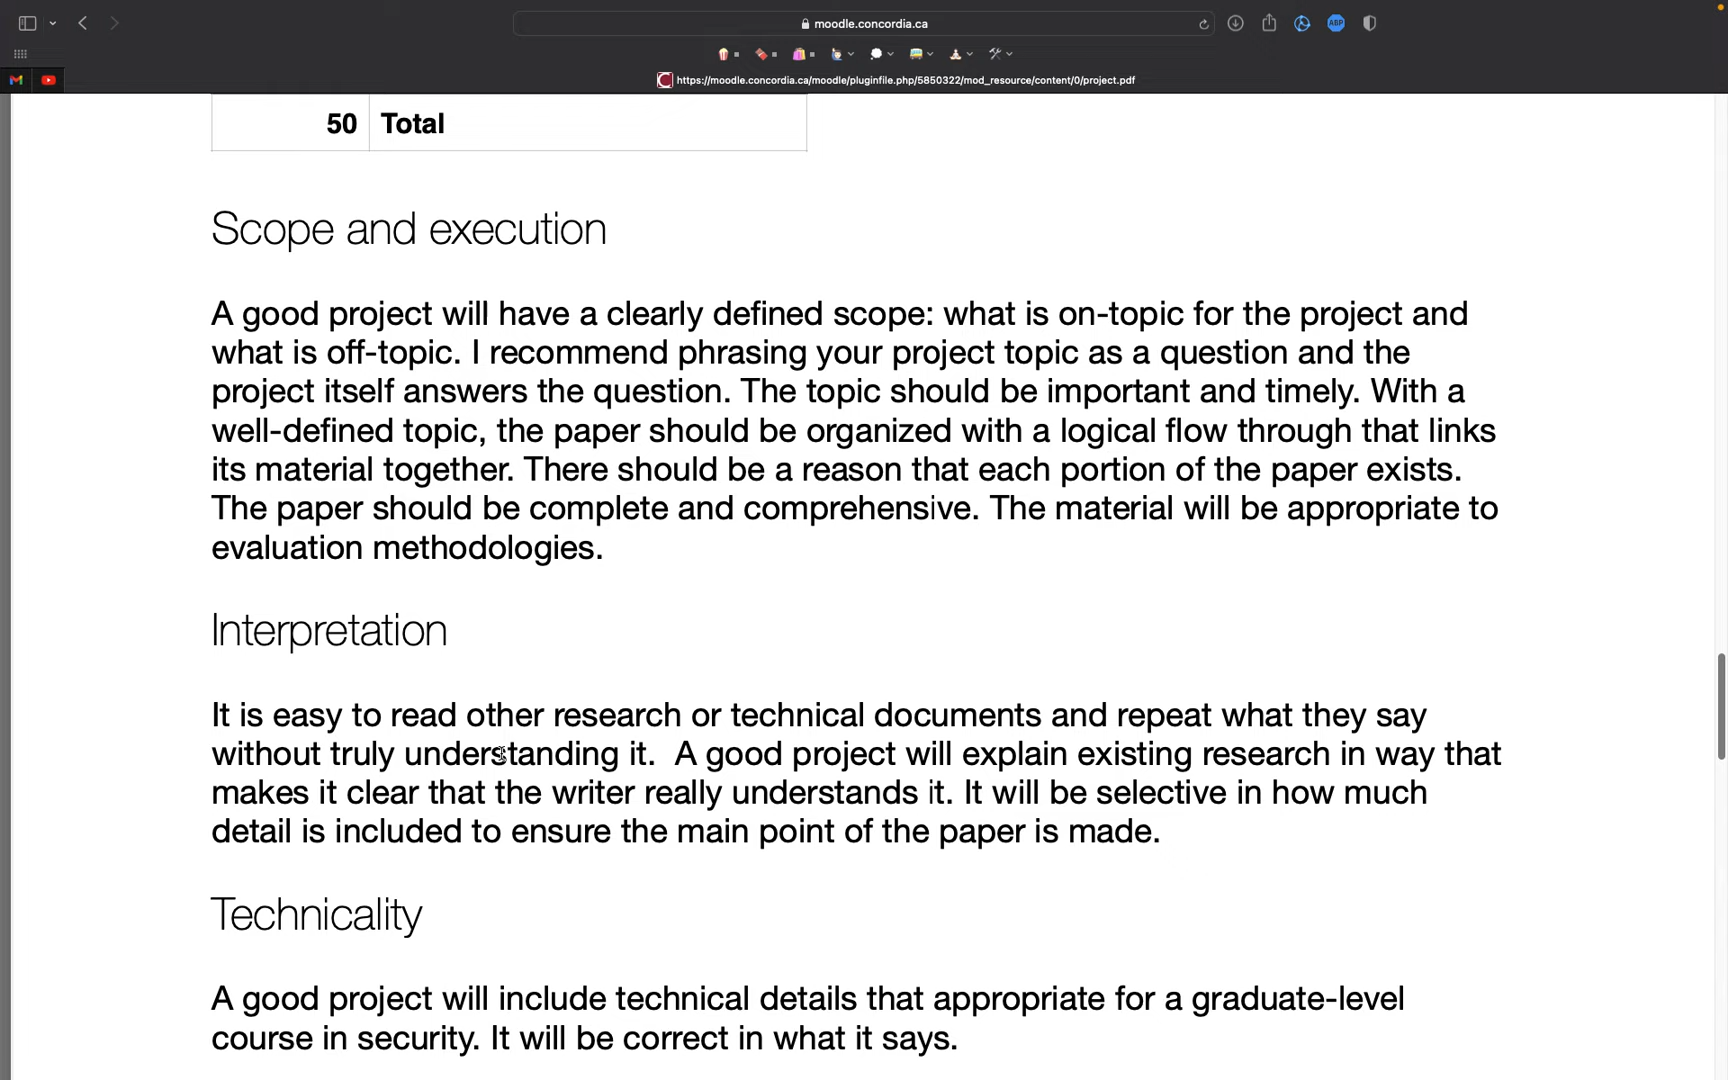 moodle.concordia.ca
ABP
https://moodle.concordia.ca/moodle/pluginfile.php/5850322/mod_resource/content/0/project.pdf
50 Total
Scope and execution
A good project will have a clearly defined scope: what is on-topic for the project and
what is off-topic. I recommend phrasing your project topic as a question and the
project itself answers the question. The topic should be important and timely. With a
well-defined topic, the paper should be organized with a logical flow through that links
its material together. There should be a reason that each portion of the paper exists.
The paper should be complete and comprehensive. The material will be appropriate to
evaluation methodologies.
Interpretation
It is easy to read other research or technical documents and repeat what they say
without truly understanding it.  A good project will explain existing research in way that
makes it clear that the writer really understands it. It will be selective in how much
detail is included to ensure the main point of the paper is made.
Technicality
A good project will include technical details that appropriate for a graduate-level
course in security. It will be correct in what it says.